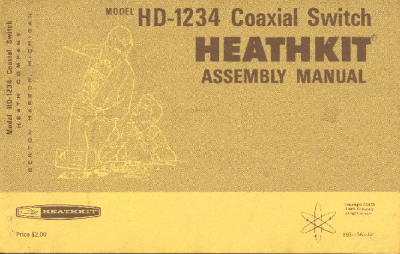 MODEL HD-1234 Coaxial Switch
HEATHKIT
ASSEMBLY MANUAL
Model HD-1234 Coaxial Switch
HEATH COMPANY
BENTON HARBOR, MICHIGAN
HEATHKIT
Price $2.00
Copyright